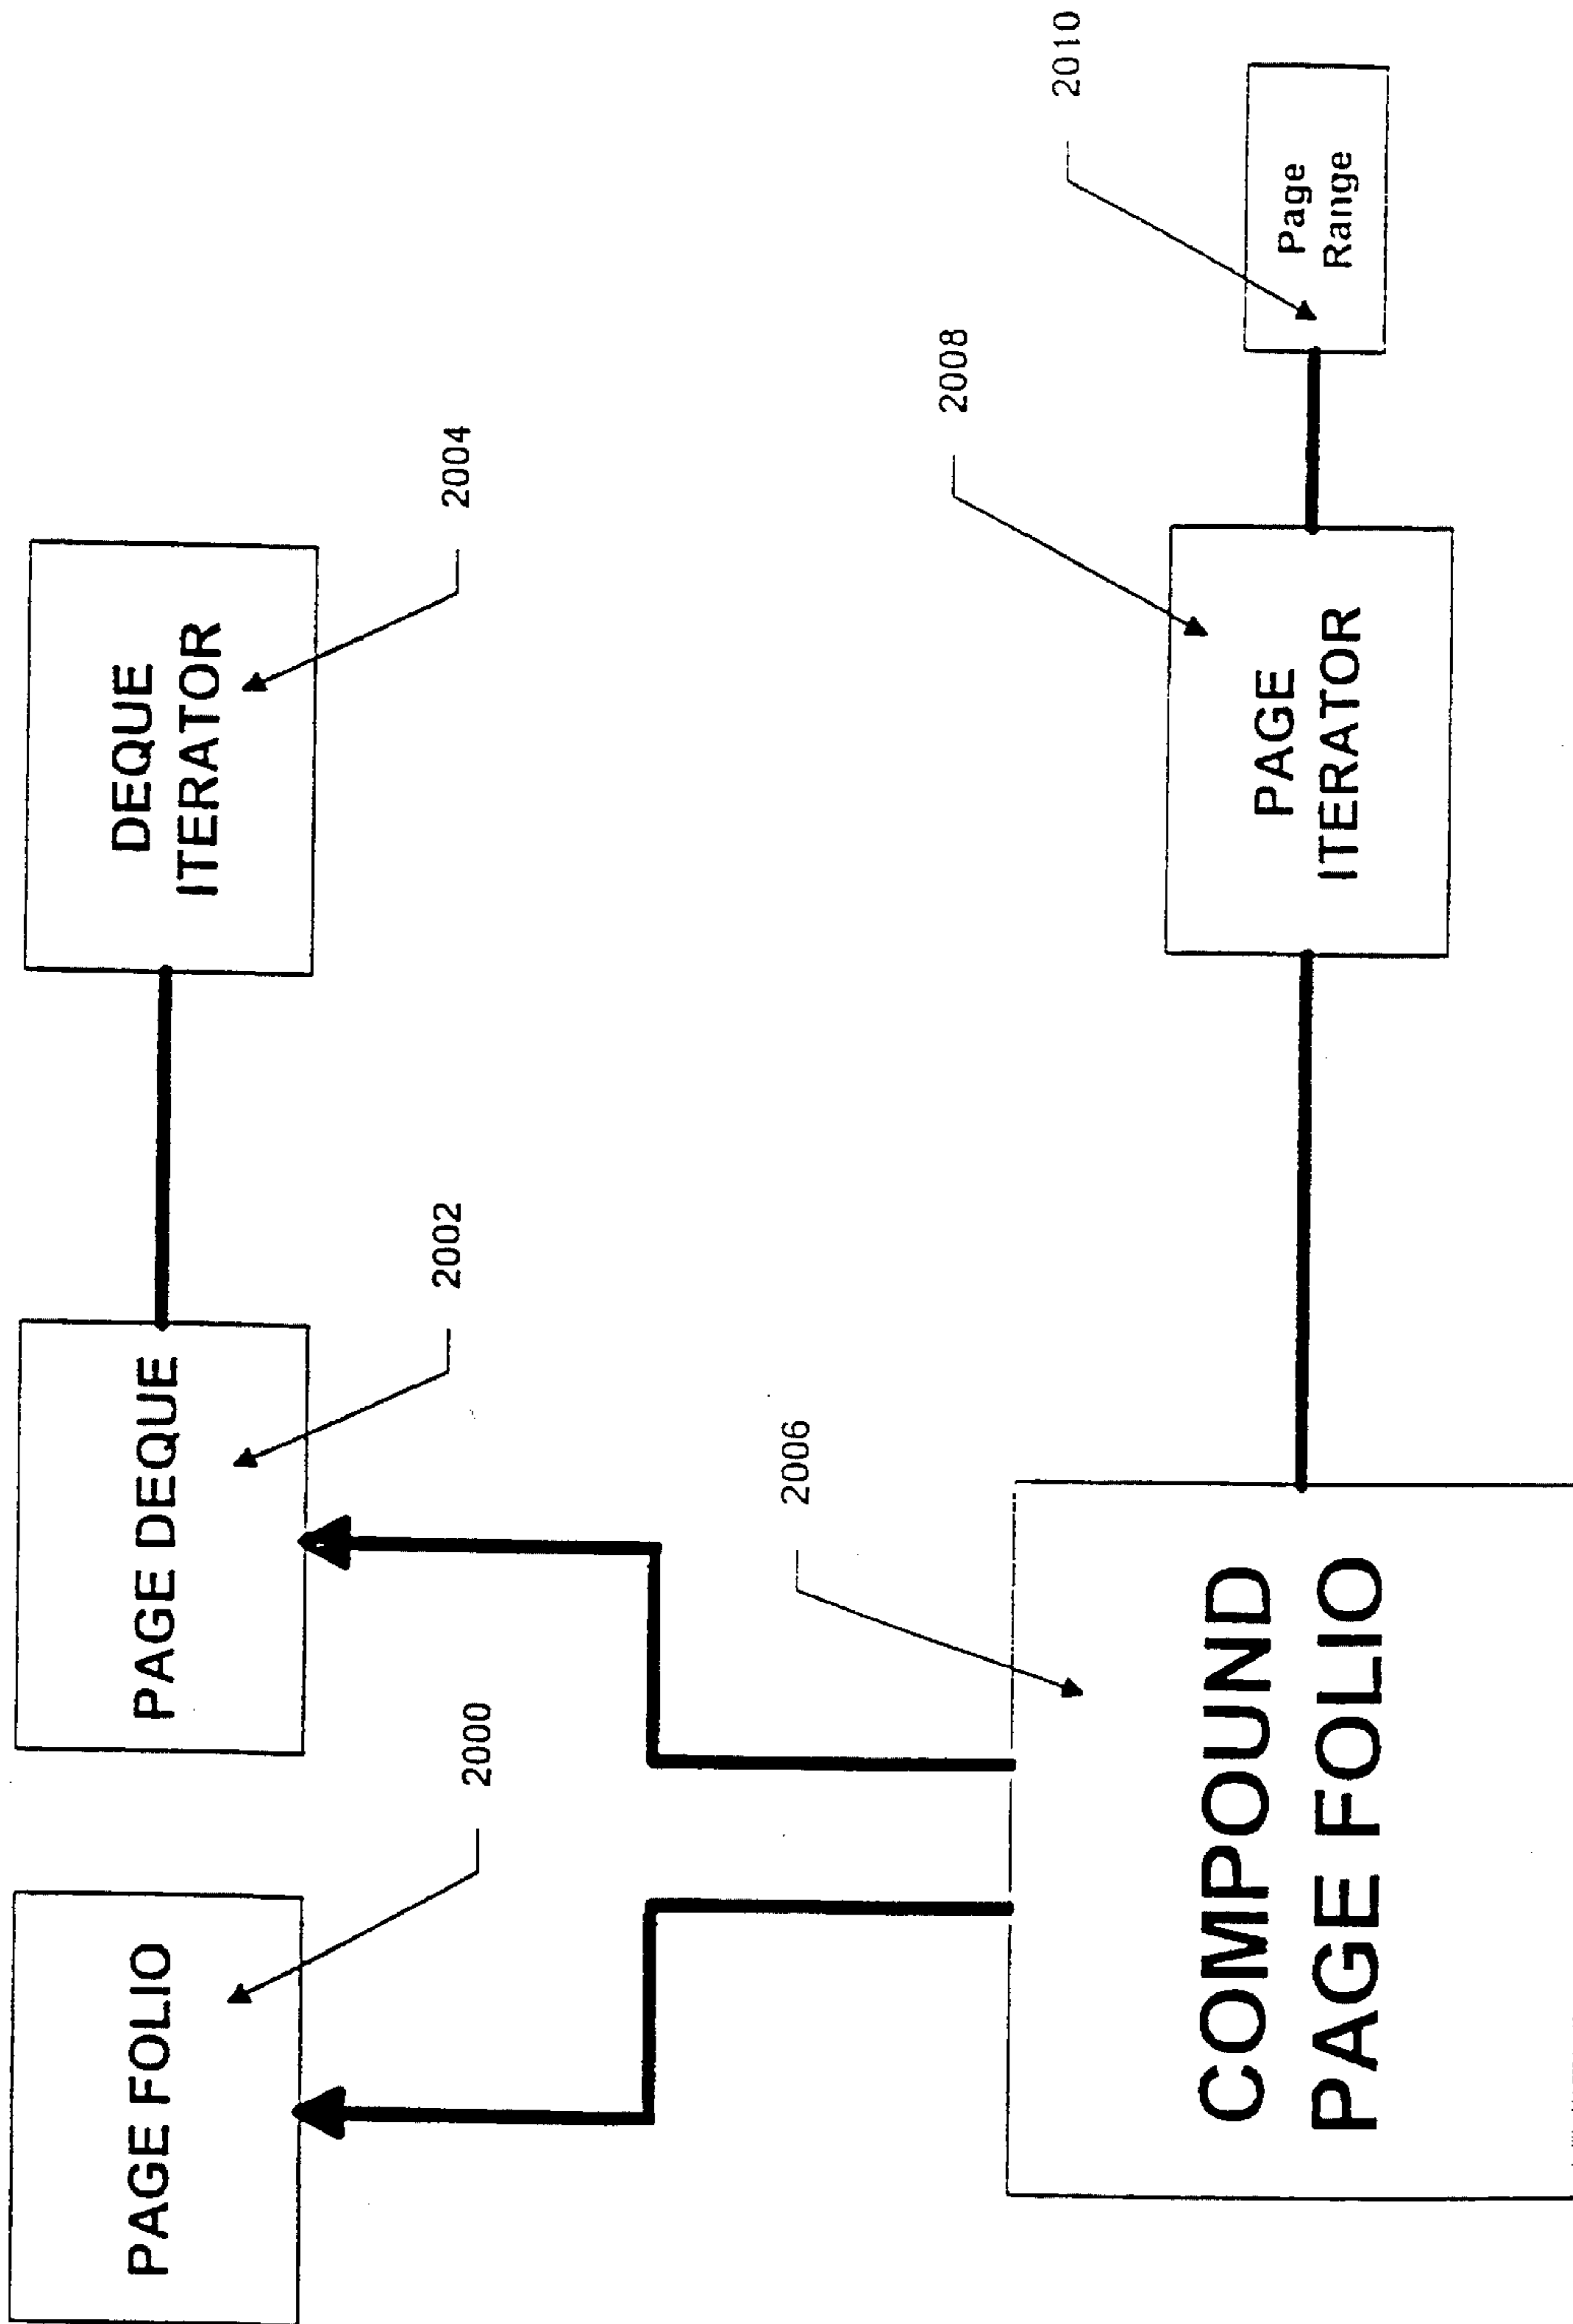 PAGE FOLIO
2000
PAGE DEQUE
2002
DEQUE
ITERATOR
2004
COMPOUND
PAGE FOLIO
2006
PAGE
ITERATOR
2008
Page
Range
2010